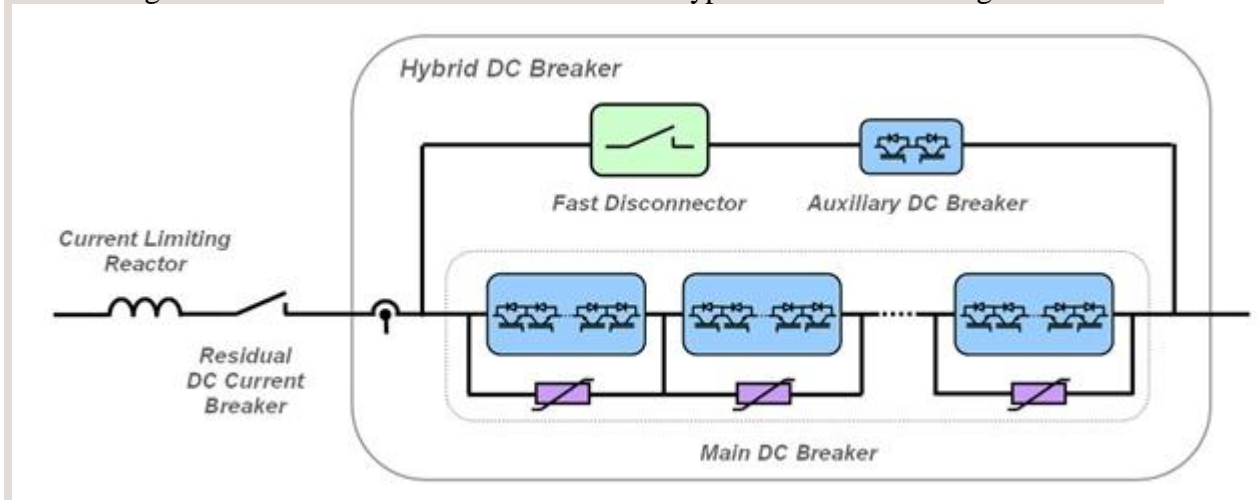 Hybrid DC Breaker
Fast Disconnector
Auxiliary DC Breaker
Current Limiting
Reactor
Residual
DC Current
Breaker
Main DC Breaker